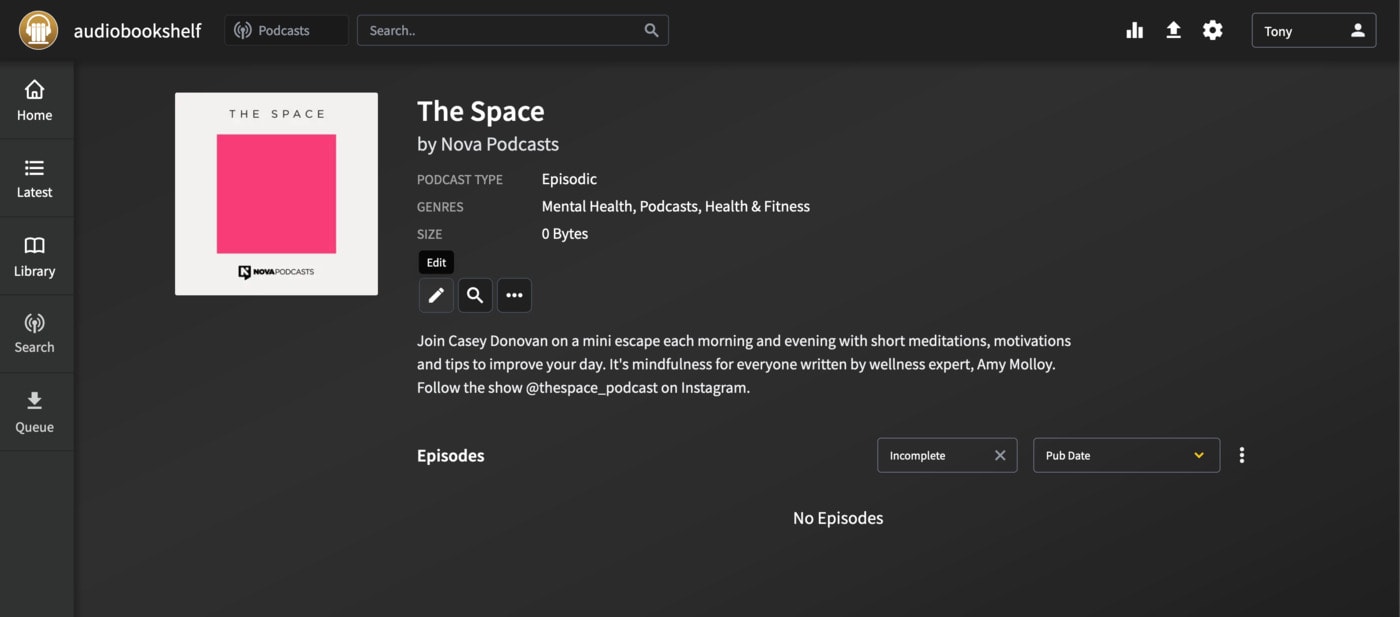 audiobookshelf
Podcasts
Search..
Tony
Home
Latest
Library
Search
Queue
THE SPACE
NOVAPODCASTS
The Space
by Nova Podcasts
PODCAST TYPE Episodic
GENRES Mental Health, Podcasts, Health & Fitness
SIZE 0 Bytes
Edit
Join Casey Donovan on a mini escape each morning and evening with short meditations, motivations
and tips to improve your day. It's mindfulness for everyone written by wellness expert, Amy Molloy.
Follow the show @thespace_podcast on Instagram.
Episodes
Incomplete
Pub Date
No Episodes